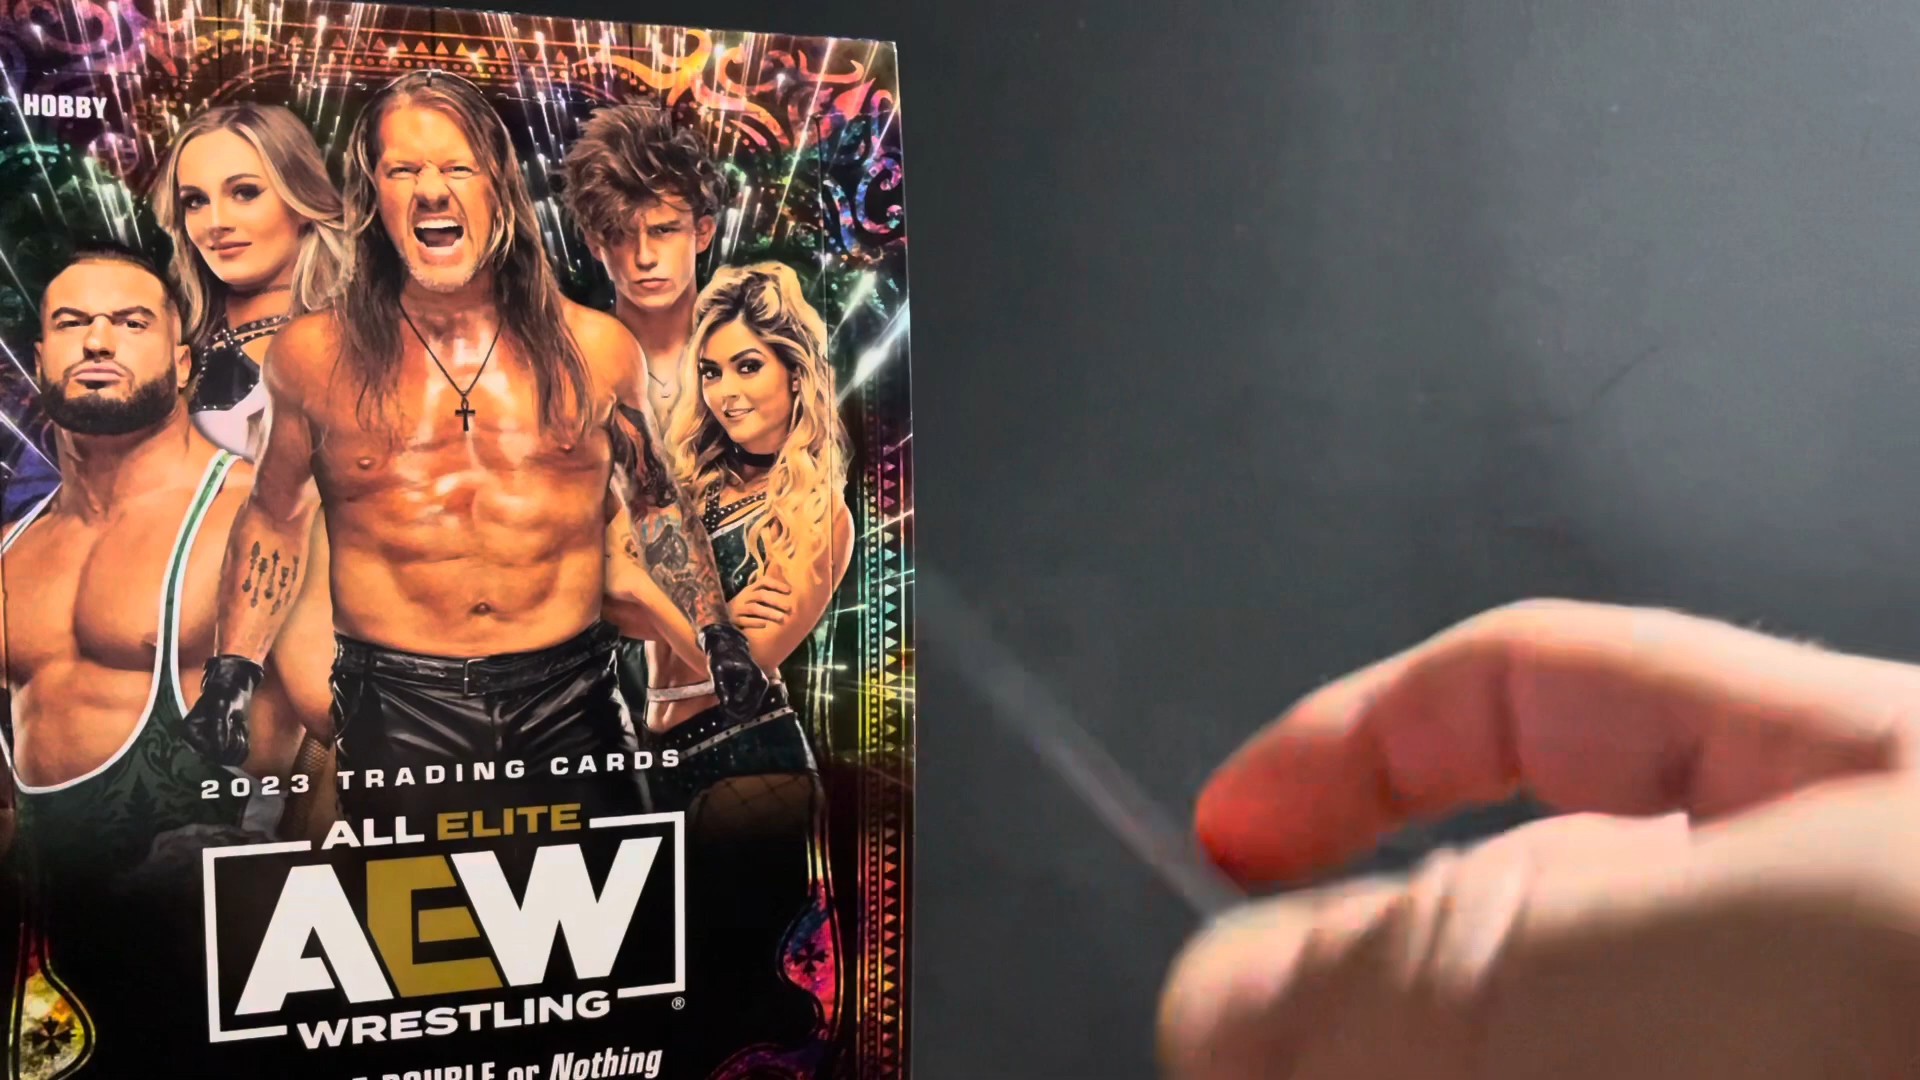 HOBBY
2023 TRADING CARDS
ALL ELITE
AEW
WRESTLING®
DOUBLE or Nothing